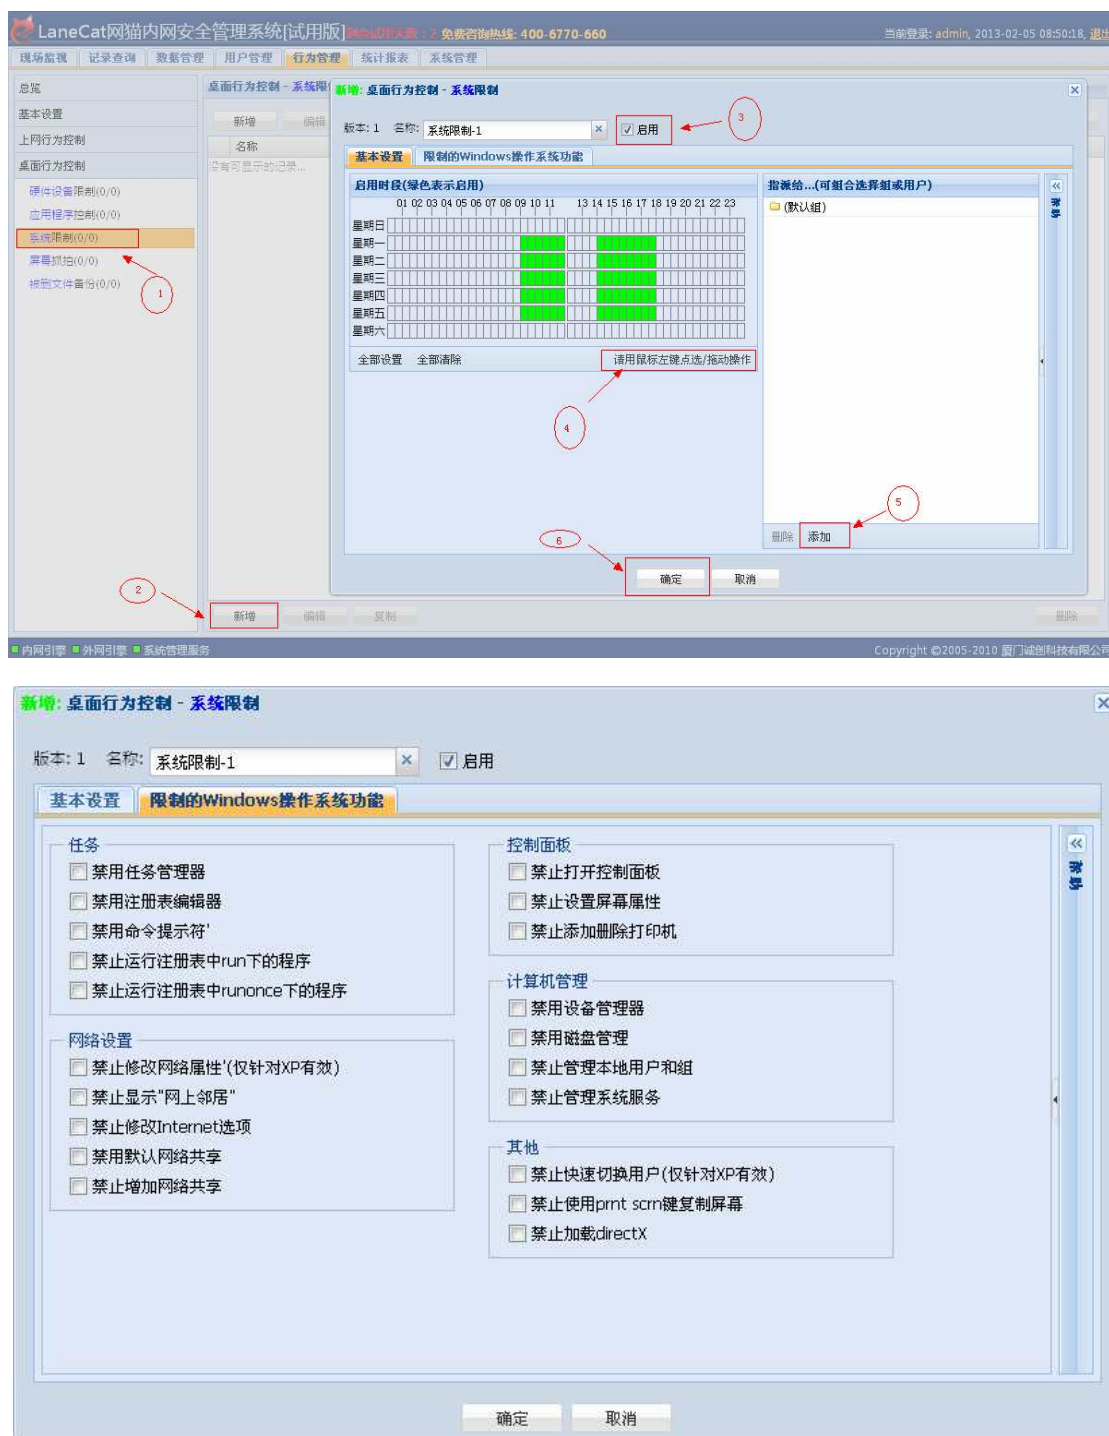 LaneCat网猫内网安全管理系统[试用版]
免费咨询热线: 400-6770-660
当前登录: admin, 2013-02-05 08:50:18, 退出
现场监视 记录查询 数据管理 用户管理 行为管理 统计报表 系统管理
总览
基本设置
上网行为控制
桌面行为控制
硬件设备限制(0/0)
应用程序控制(0/0)
系统限制(0/0)
屏幕抓拍(0/0)
被删文件备份(0/0)
1
桌面行为控制 - 系统限
新增 编辑
名称
没有可显示的记录...
新增: 桌面行为控制 - 系统限制
版本: 1 名称: 系统限制-1 启用
3
基本设置 限制的Windows操作系统功能
启用时段(绿色表示启用)
01 02 03 04 05 06 07 08 09 10 11 13 14 15 16 17 18 19 20 21 22 23
星期日
星期一
星期二
星期三
星期四
星期五
星期六
全部设置 全部清除 请用鼠标左键点选/拖动操作
4
指派给...(可组合选择组或用户)
(默认组)
帮助
5
删除 添加
6
确定 取消
2
新增 编辑 复制 删除
内网引擎 外网引擎 系统管理服务
Copyright ©2005-2010 厦门诚创科技有限公司
新增: 桌面行为控制 - 系统限制
版本: 1 名称: 系统限制-1 启用
基本设置 限制的Windows操作系统功能
任务
禁用任务管理器
禁用注册表编辑器
禁用命令提示符'
禁止运行注册表中run下的程序
禁止运行注册表中runonce下的程序
网络设置
禁止修改网络属性'(仅针对XP有效)
禁止显示"网上邻居"
禁止修改Internet选项
禁用默认网络共享
禁止增加网络共享
控制面板
禁止打开控制面板
禁止设置屏幕属性
禁止添加删除打印机
计算机管理
禁用设备管理器
禁用磁盘管理
禁止管理本地用户和组
禁止管理系统服务
其他
禁止快速切换用户(仅针对XP有效)
禁止使用prnt scrn键复制屏幕
禁止加载directX
帮助
确定 取消